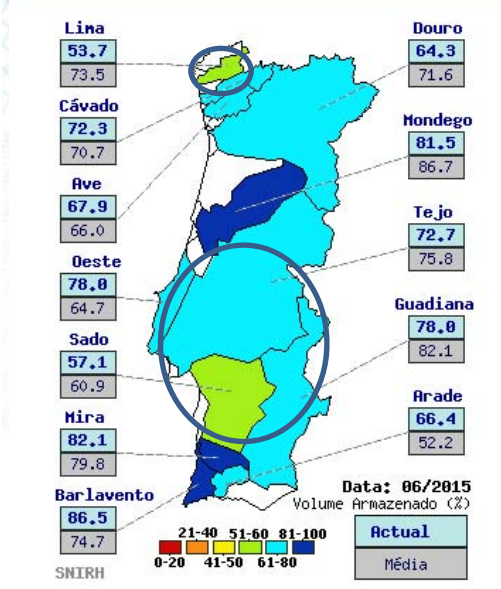 Lima
53.7
73.5
Cávado
72.3
70.7
Ave
67.9
66.0
Oeste
78.0
64.7
Sado
57.1
60.9
Mira
82.1
79.8
Barlavento
86.5
74.7
SNIRH
Douro
64.3
71.6
Mondego
81.5
86.7
Tejo
72.7
75.8
Guadiana
78.0
82.1
Arade
66.4
52.2
Data: 06/2015
Volume Armazenado (%)
Actual
Média
21-40 51-60 81-100
0-20 41-50 61-80